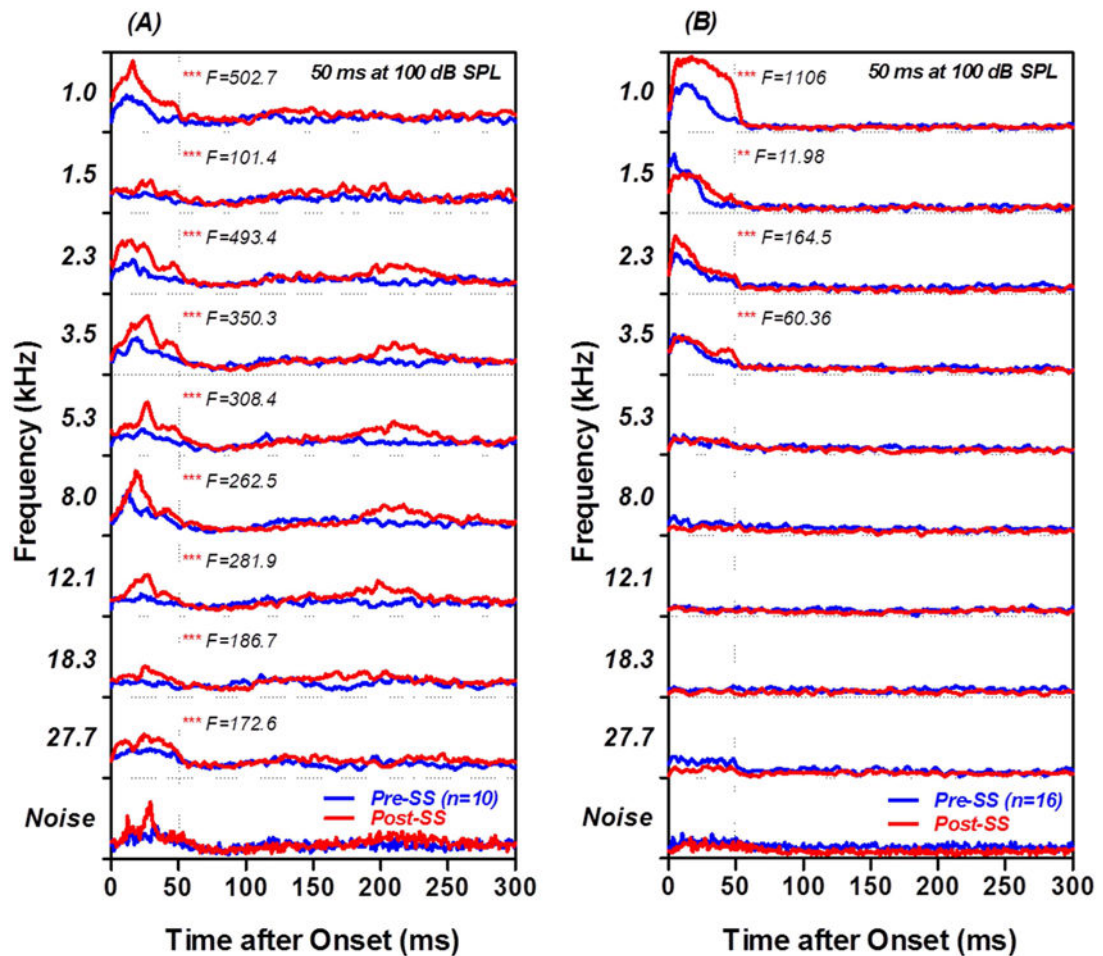 (A)
50 ms at 100 dB SPL
Frequency (kHz)
1.0
*** F=502.7
1.5
*** F=101.4
2.3
*** F=493.4
3.5
*** F=350.3
5.3
*** F=308.4
8.0
*** F=262.5
12.1
*** F=281.9
18.3
*** F=186.7
27.7
*** F=172.6
Noise
Pre-SS (n=10)
Post-SS
0 50 100 150 200 250 300
Time after Onset (ms)
(B)
50 ms at 100 dB SPL
Frequency (kHz)
1.0
*** F=1106
1.5
** F=11.98
2.3
*** F=164.5
3.5
*** F=60.36
5.3
8.0
12.1
18.3
27.7
Noise
Pre-SS (n=16)
Post-SS
0 50 100 150 200 250 300
Time after Onset (ms)